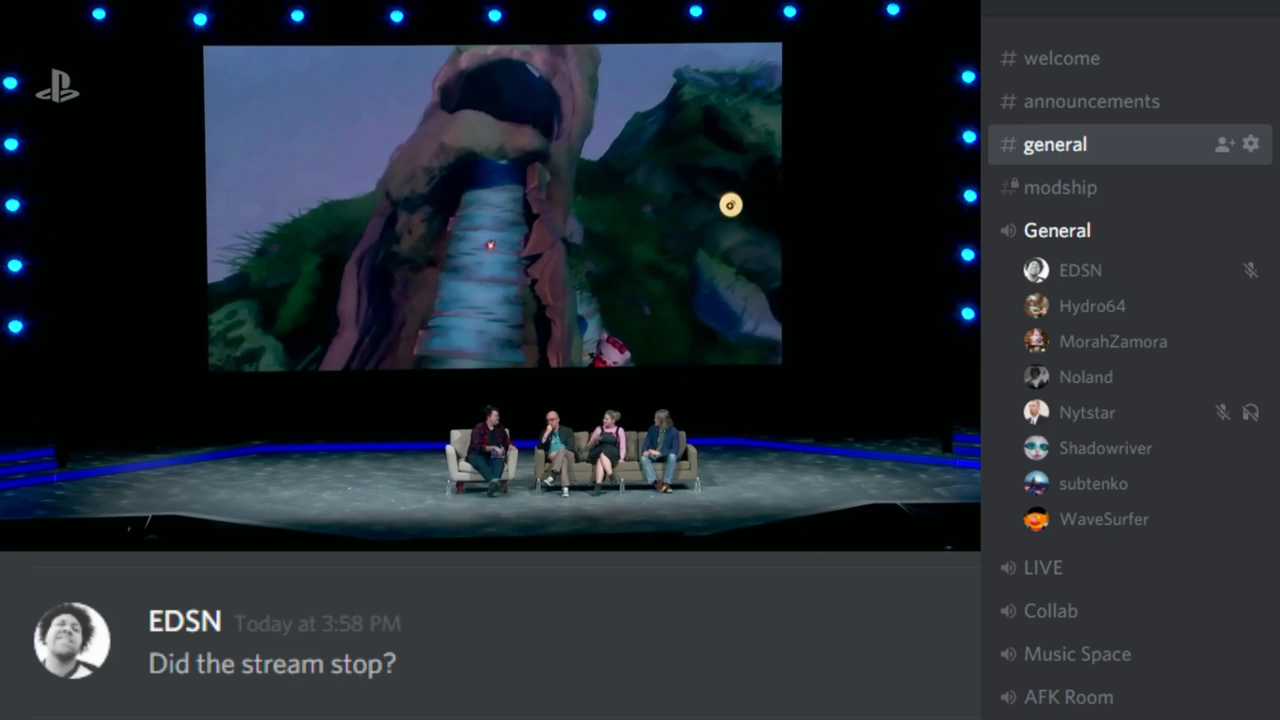 welcome
announcements
general
modship
General
EDSN
Hydro64
MorahZamora
Noland
Nytstar
Shadowriver
subtenko
WaveSurfer
LIVE
Collab
Music Space
AFK Room
EDSN Today at 3:58 PM
Did the stream stop?